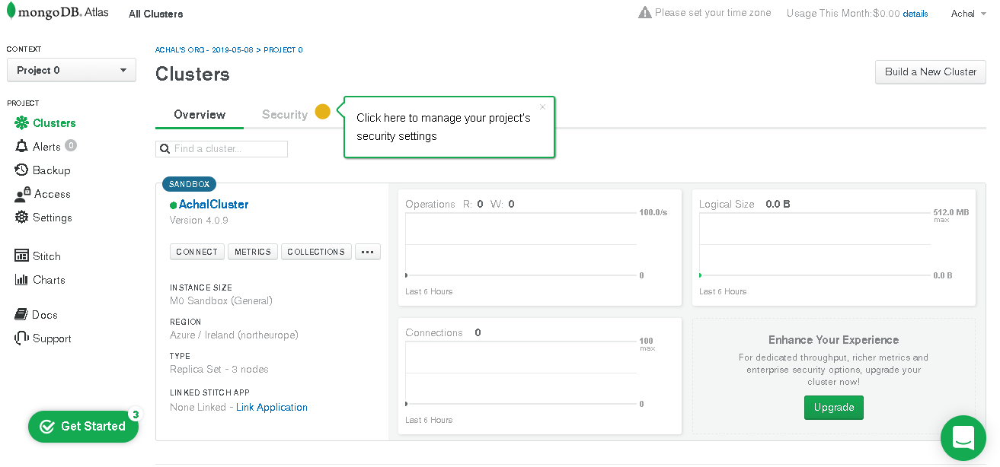 mongoDB. Atlas
All Clusters
Please set your time zone
Usage This Month:$0.00 details
Achal
CONTEXT
Project 0
PROJECT
Clusters
Alerts 0
Backup
Access
Settings
Stitch
Charts
Docs
Support
Get Started 3
ACHAL'S ORG - 2019-05-08 > PROJECT 0
Clusters
Build a New Cluster
Overview
Security
Click here to manage your project's
security settings
×
Find a cluster...
SANDBOX
AchalCluster
Version 4.0.9
CONNECT
METRICS
COLLECTIONS
...
INSTANCE SIZE
M0 Sandbox (General)
REGION
Azure / Ireland (northeurope)
TYPE
Replica Set - 3 nodes
LINKED STITCH APP
None Linked - Link Application
Operations R: 0 W: 0
100.0/s
0
Last 6 Hours
Logical Size 0.0 B
512.0 MB
max
0.0 B
Last 6 Hours
Connections 0
100
max
0
Last 6 Hours
Enhance Your Experience
For dedicated throughput, richer metrics and
enterprise security options, upgrade your
cluster now!
Upgrade